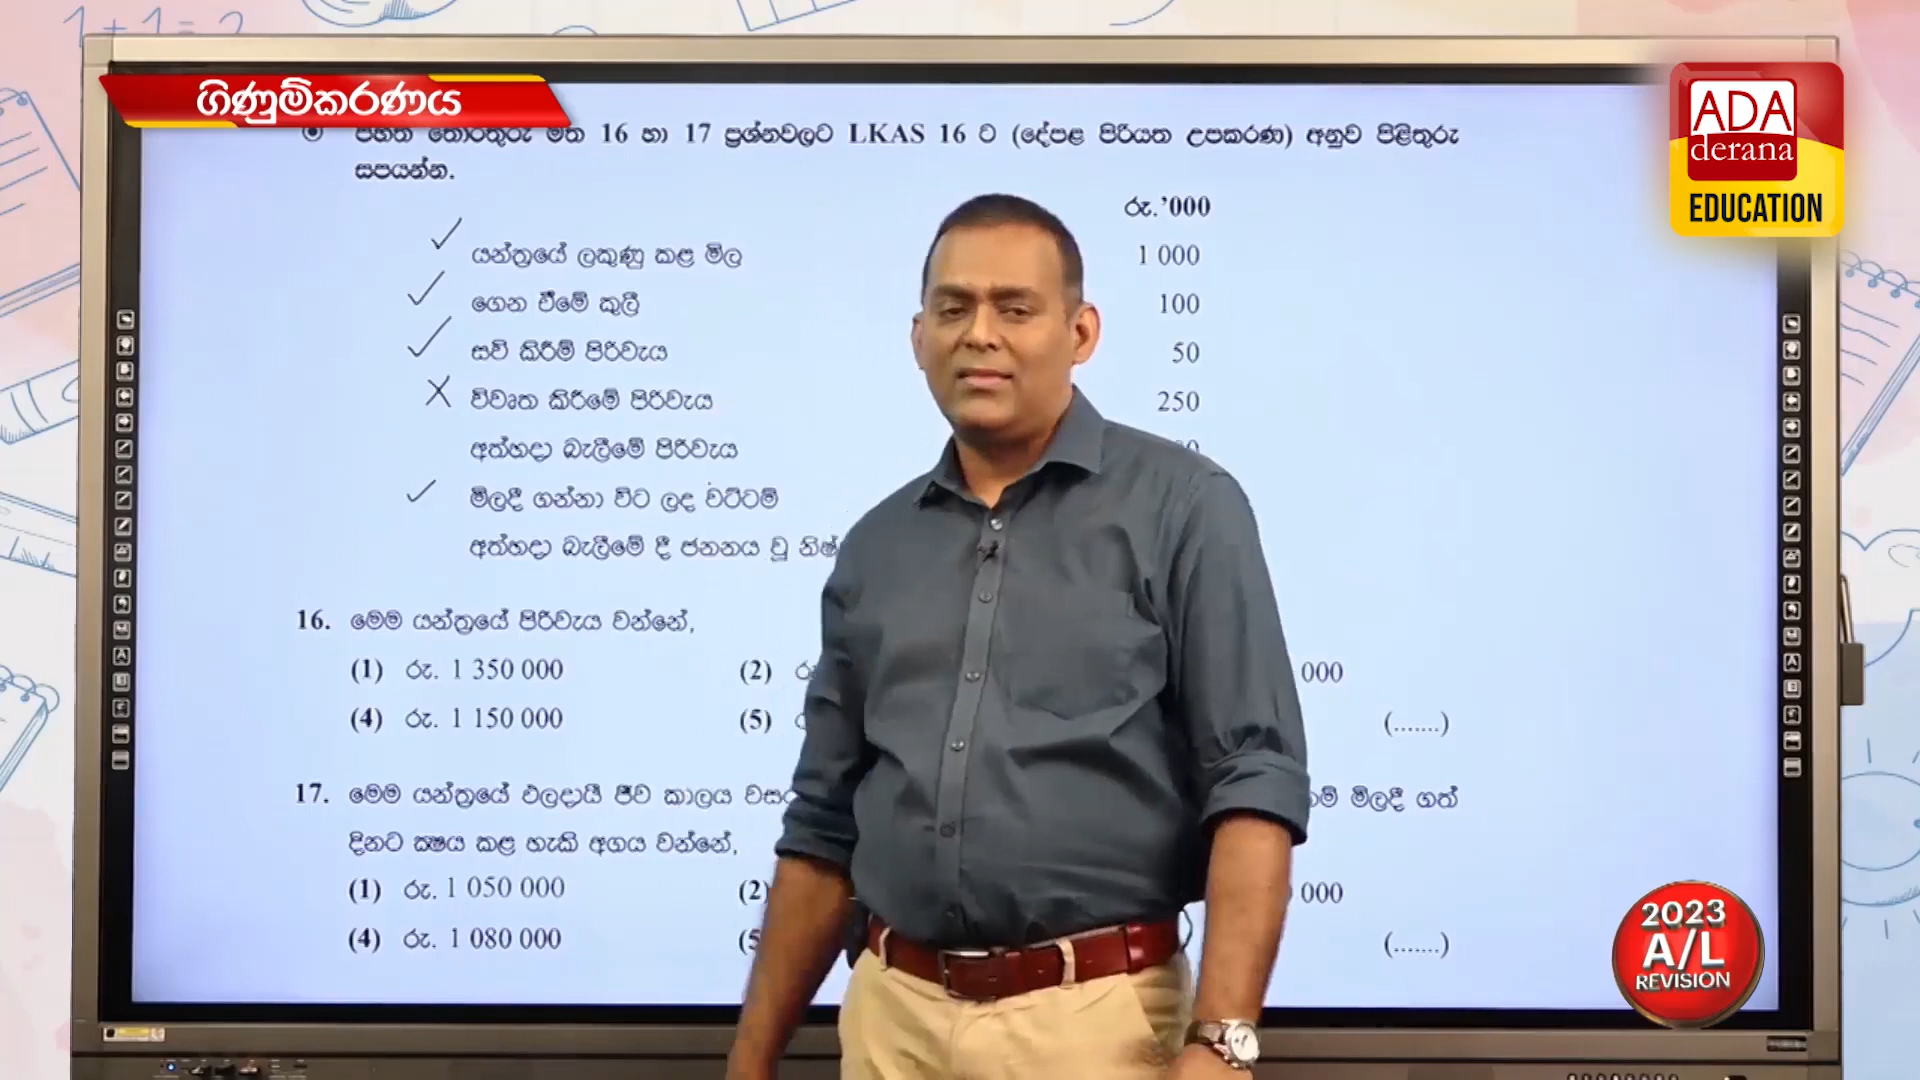 1+1=2
ගිණුම්කරණය
ADA
derana
EDUCATION
පහත තොරතුරු මත 16 හා 17 ප්‍රශ්නවලට LKAS 16 ට (දේපළ පිරියත උපකරණ) අනුව පිළිතුරු
සපයන්න.
රු.’000
යන්ත්‍රයේ ලකුණු කළ මිල 1 000
ගෙන ඒමේ කුලී 100
සවි කිරීම් පිරිවැය 50
විවෘත කිරීමේ පිරිවැය 250
අත්හදා බැලීමේ පිරිවැය
මිලදී ගන්නා විට ලද වට්ටම්
අත්හදා බැලීමේ දී ජනනය වූ
16. මෙම යන්ත්‍රයේ පිරිවැය වන්නේ,
(1) රු. 1 350 000 (2) 000
(4) රු. 1 150 000 (5) (.......)
17. මෙම යන්ත්‍රයේ ඵලදායී ජීව කාලය මිලදී ගත්
දිනට ක්‍ෂය කළ හැකි අගය වන්නේ,
(1) රු. 1 050 000 (2) 000
(4) රු. 1 080 000 (.......)
2023
A/L
REVISION